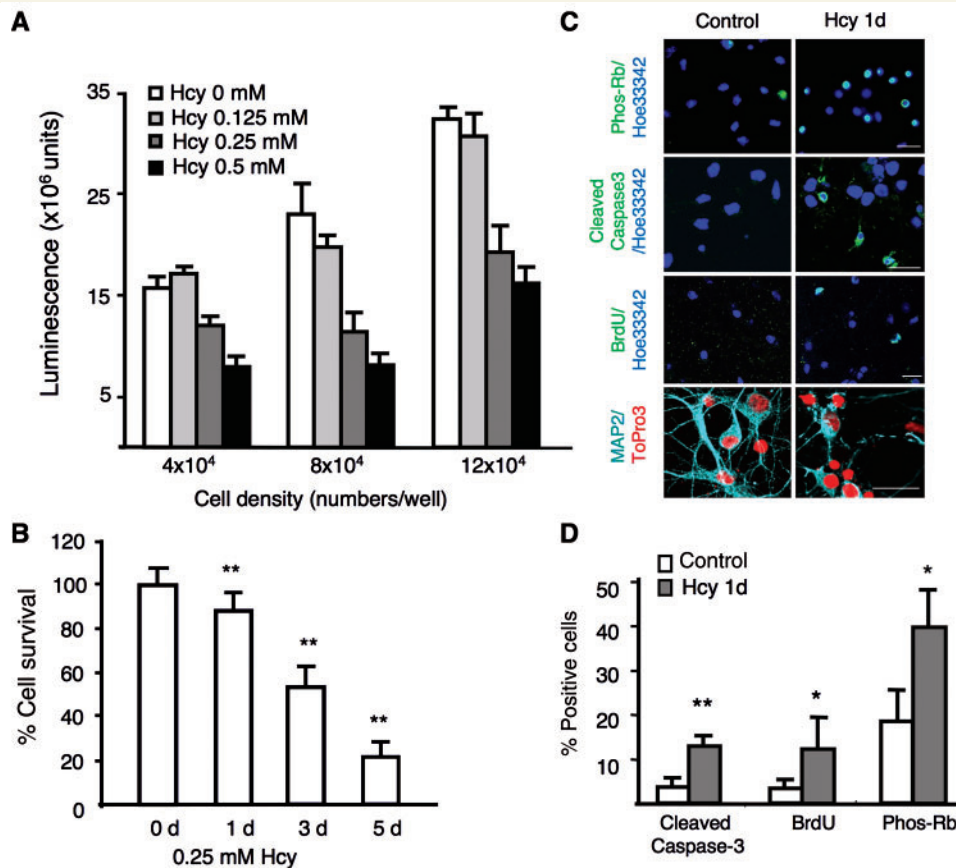 A
Luminescence (x10⁶ units)
35
25
15
5
Hcy 0 mM
Hcy 0.125 mM
Hcy 0.25 mM
Hcy 0.5 mM
4x10⁴ 8x10⁴ 12x10⁴
Cell density (numbers/well)
B
% Cell survival
120
100
80
60
40
20
0
** ** **
0 d 1 d 3 d 5 d
0.25 mM Hcy
C
Control Hcy 1d
Phos-Rb/
Hoe33342
Cleaved
Caspase3
/Hoe33342
BrdU/
Hoe33342
MAP2/
ToPro3
D
% Positive cells
50
40
30
20
10
Control
Hcy 1d
** * *
Cleaved
Caspase-3
BrdU
Phos-Rb